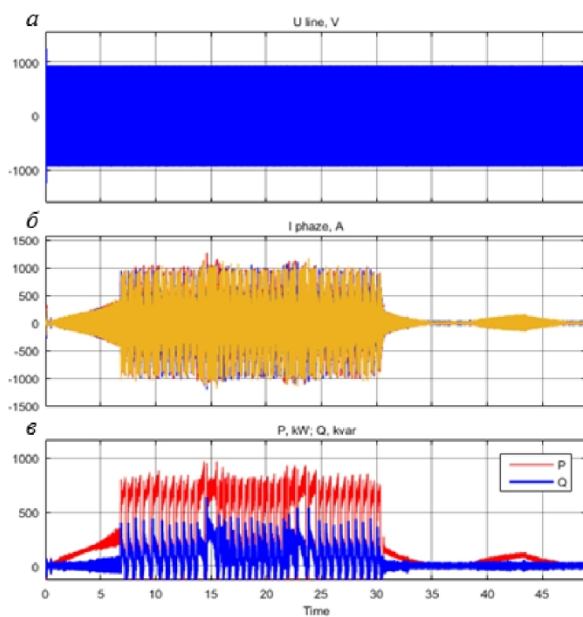 а
U line, V
1000
0
-1000
б
I phaze, A
1500
1000
500
0
-500
-1000
-1500
в
P, kW; Q, kvar
1000
500
0
P
Q
0 5 10 15 20 25 30 35 40 45
Time